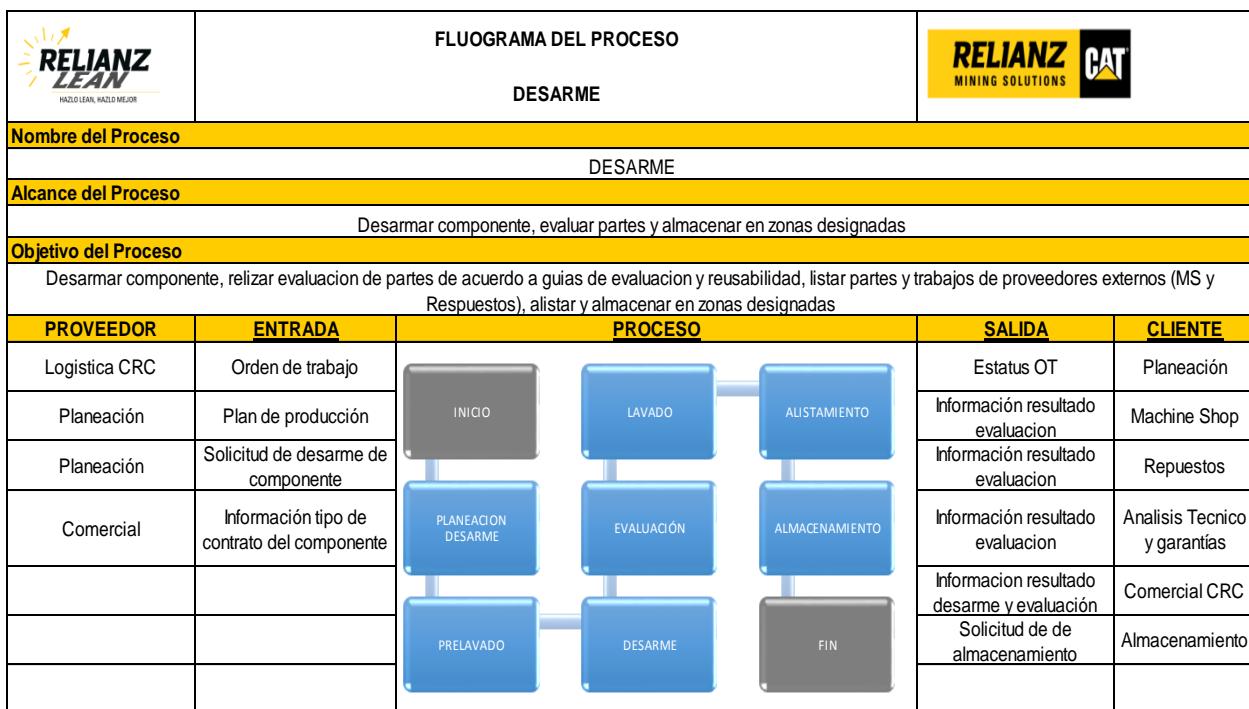 RELIANZ
LEAN
HAZLO LEAN, HAZLO MEJOR
FLUOGRAMA DEL PROCESO
DESARME
RELIANZ
MINING SOLUTIONS
CAT
Nombre del Proceso
DESARME
Alcance del Proceso
Desarmar componente, evaluar partes y almacenar en zonas designadas
Objetivo del Proceso
Desarmar componente, relizar evaluacion de partes de acuerdo a guias de evaluacion y reusabilidad, listar partes y trabajos de proveedores externos (MS y
Respuestos), alistar y almacenar en zonas designadas
PROVEEDOR ENTRADA PROCESO SALIDA CLIENTE
Logistica CRC
Orden de trabajo
Planeación
Plan de producción
Planeación
Solicitud de desarme de
componente
Comercial
Información tipo de
contrato del componente
INICIO
PLANEACION
DESARME
PRELAVADO
DESARME
EVALUACIÓN
LAVADO
ALISTAMIENTO
ALMACENAMIENTO
FIN
Estatus OT
Planeación
Información resultado
evaluacion
Machine Shop
Información resultado
evaluacion
Repuestos
Información resultado
evaluacion
Analisis Tecnico
y garantías
Informacion resultado
desarme y evaluación
Comercial CRC
Solicitud de de
almacenamiento
Almacenamiento